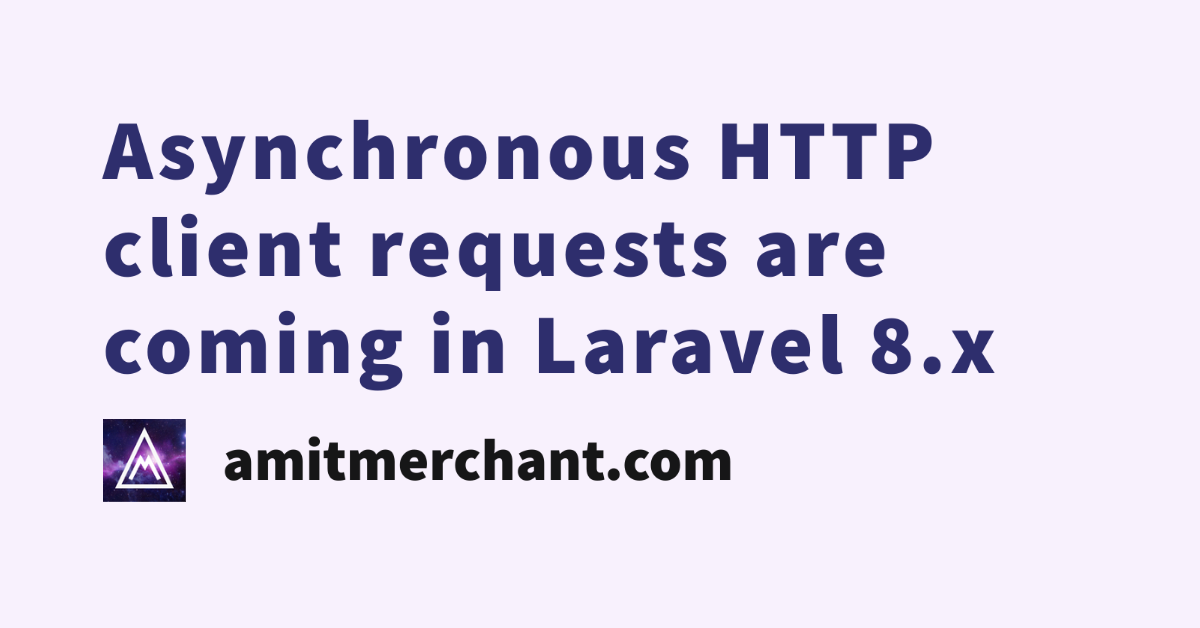 Asynchronous HTTP
client requests are
coming in Laravel 8.x
amitmerchant.com